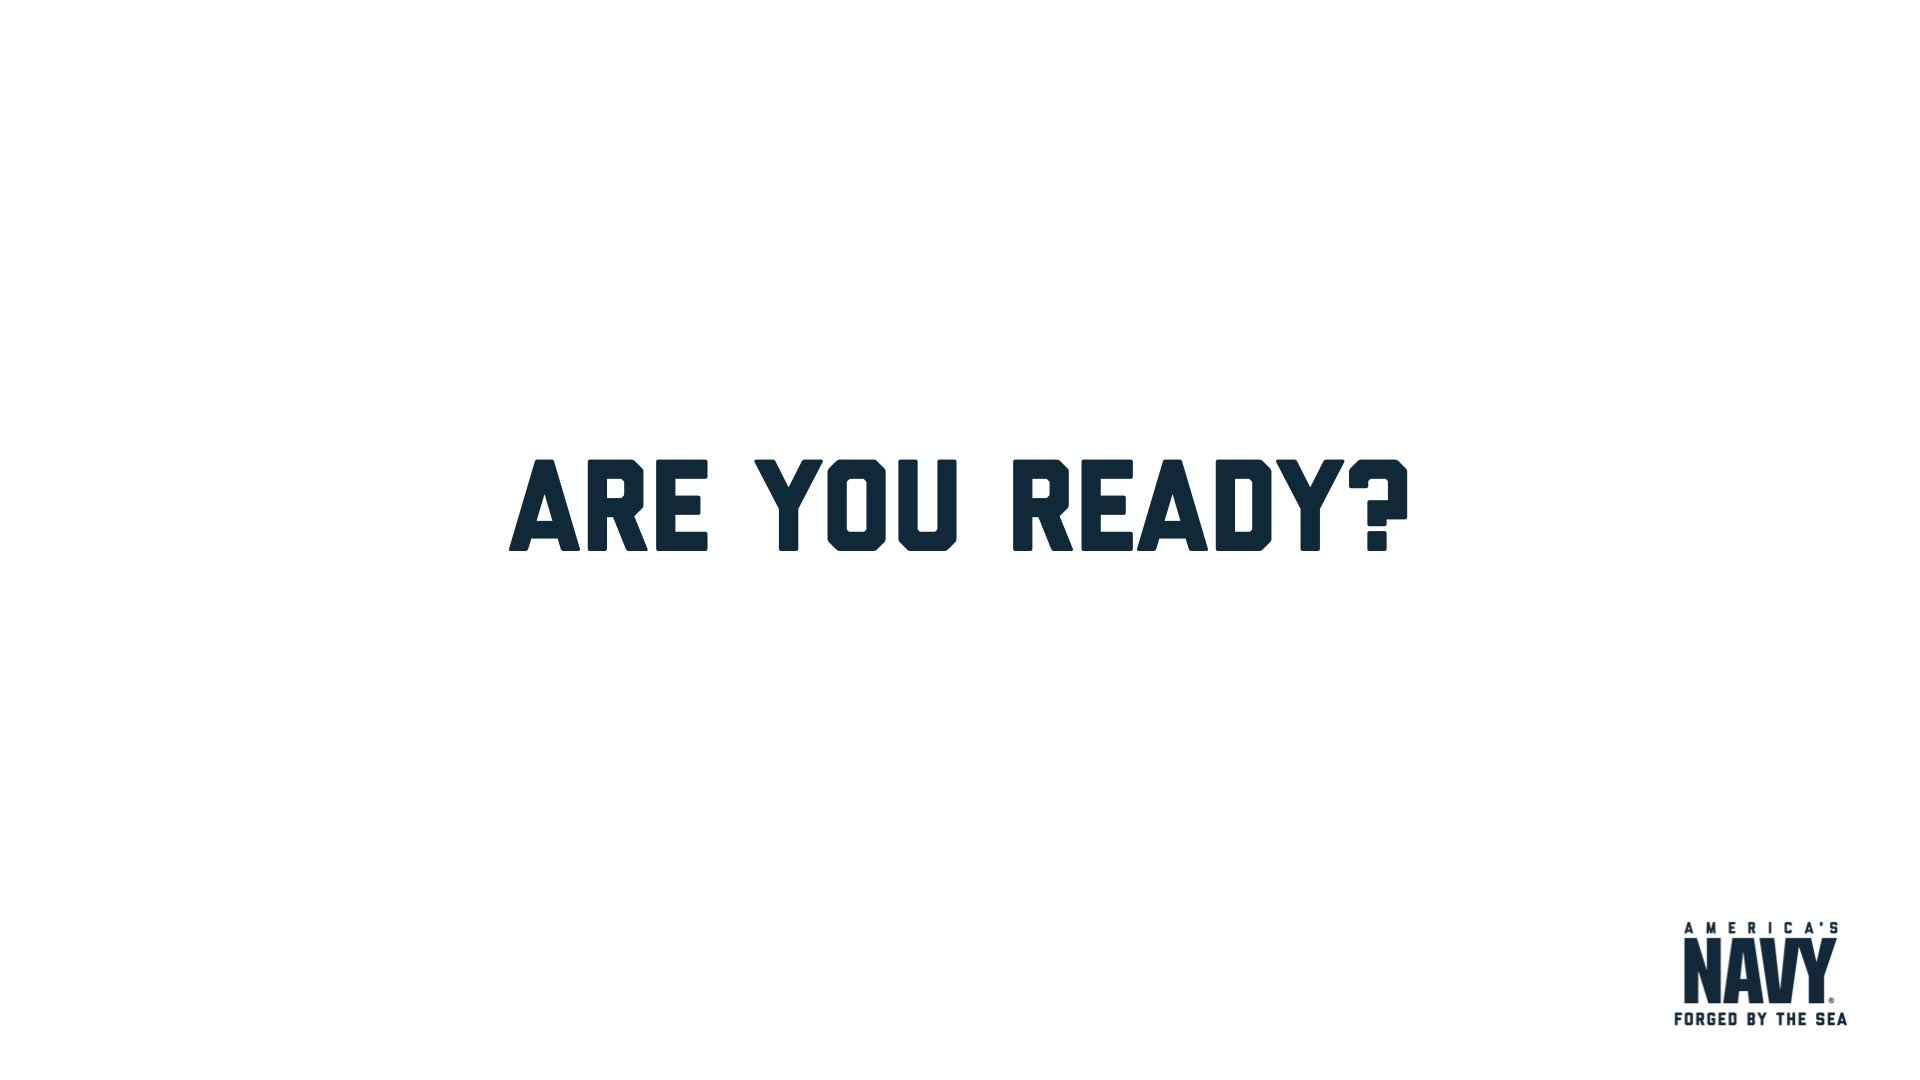 ARE YOU READY?
AMERICA'S
NAVY®
FORGED BY THE SEA